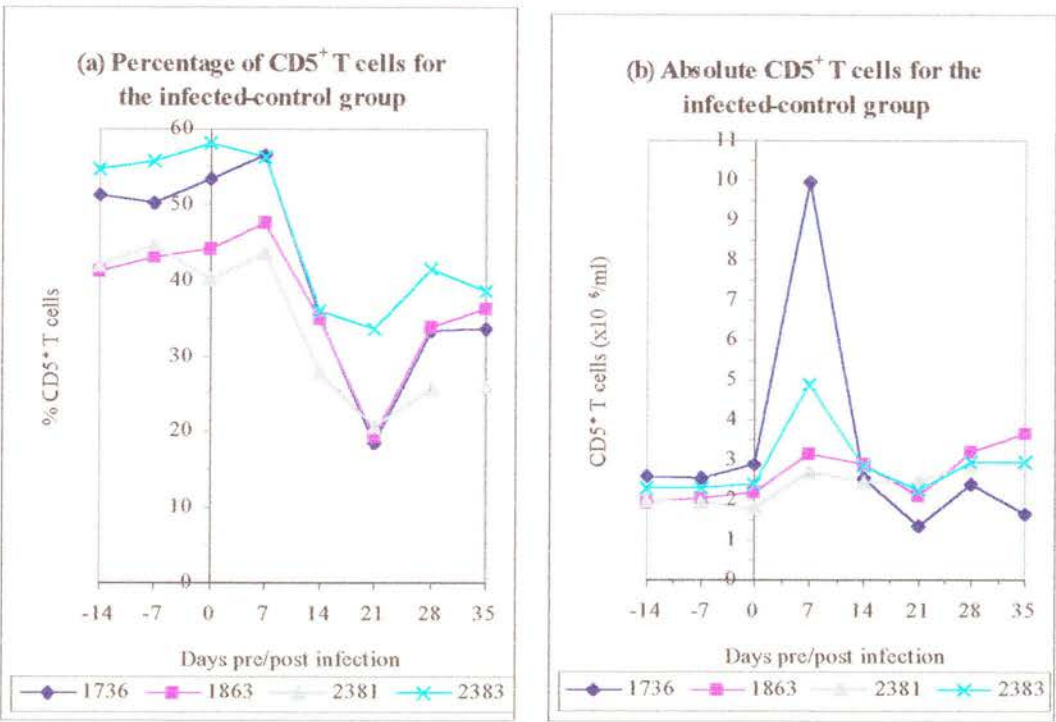 (a) Percentage of CD5+ T cells for
the infected-control group
60
50
40
30
20
10
0
% CD5+ T cells
-14 -7 0 7 14 21 28 35
Days pre/post infection
1736 1863 2381 2383
(b) Absolute CD5+ T cells for the
infected-control group
11
10
9
8
7
6
5
4
3
2
1
0
CD5+ T cells (x10 6/ml)
-14 -7 0 7 14 21 28 35
Days pre/post infection
1736 1863 2381 2383